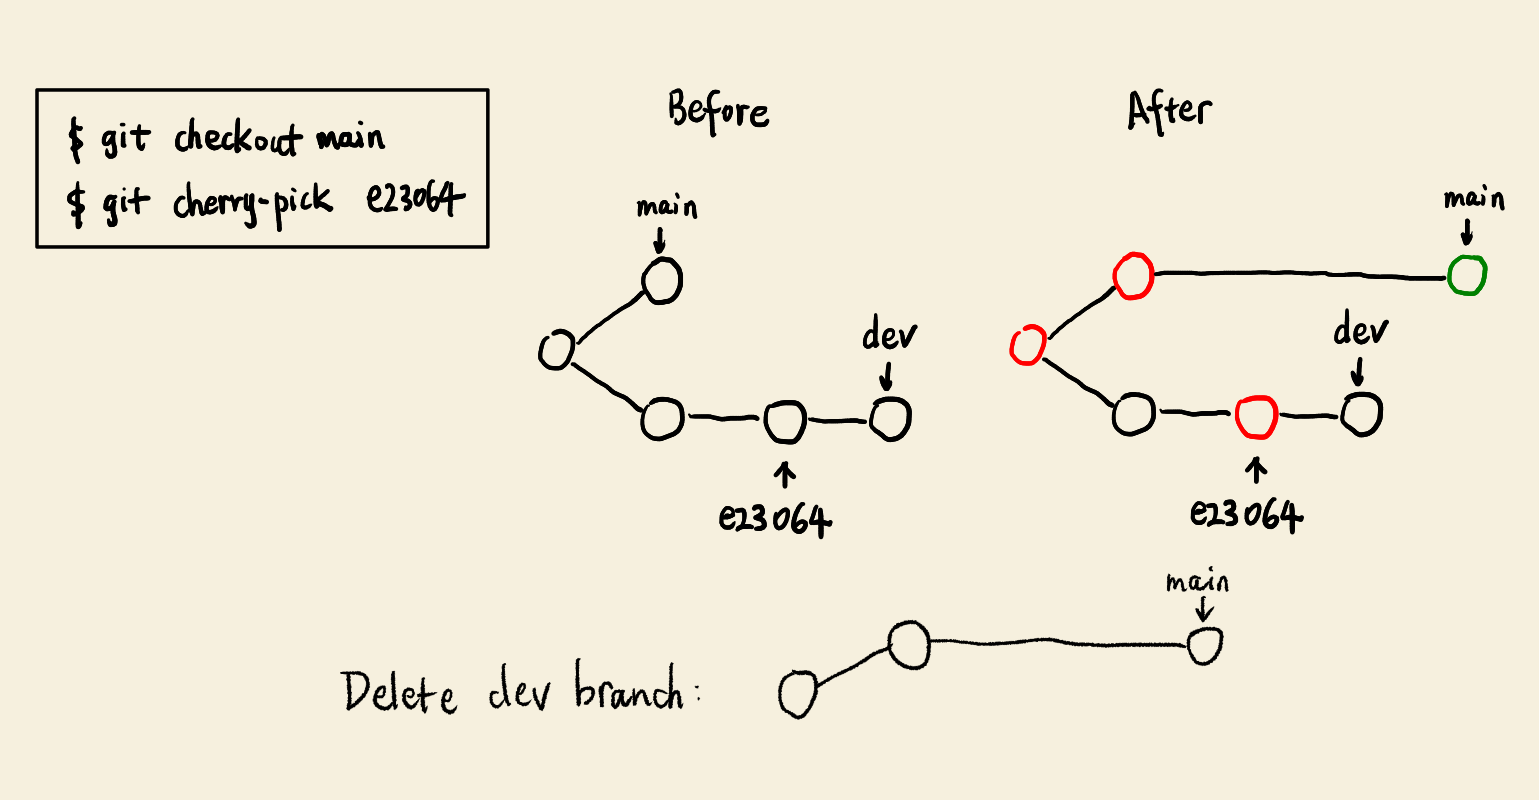 $ git checkout main
$ git cherry-pick e23064
Before
main
dev
e23064
After
main
dev
e23064
Delete dev branch:
main